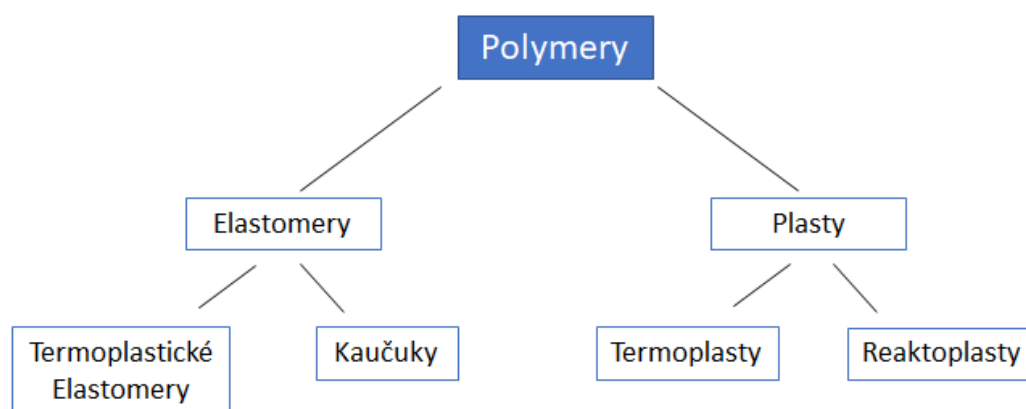 Polymery
Elastomery
Plasty
Termoplastické
Elastomery
Kaučuky
Termoplasty
Reaktoplasty